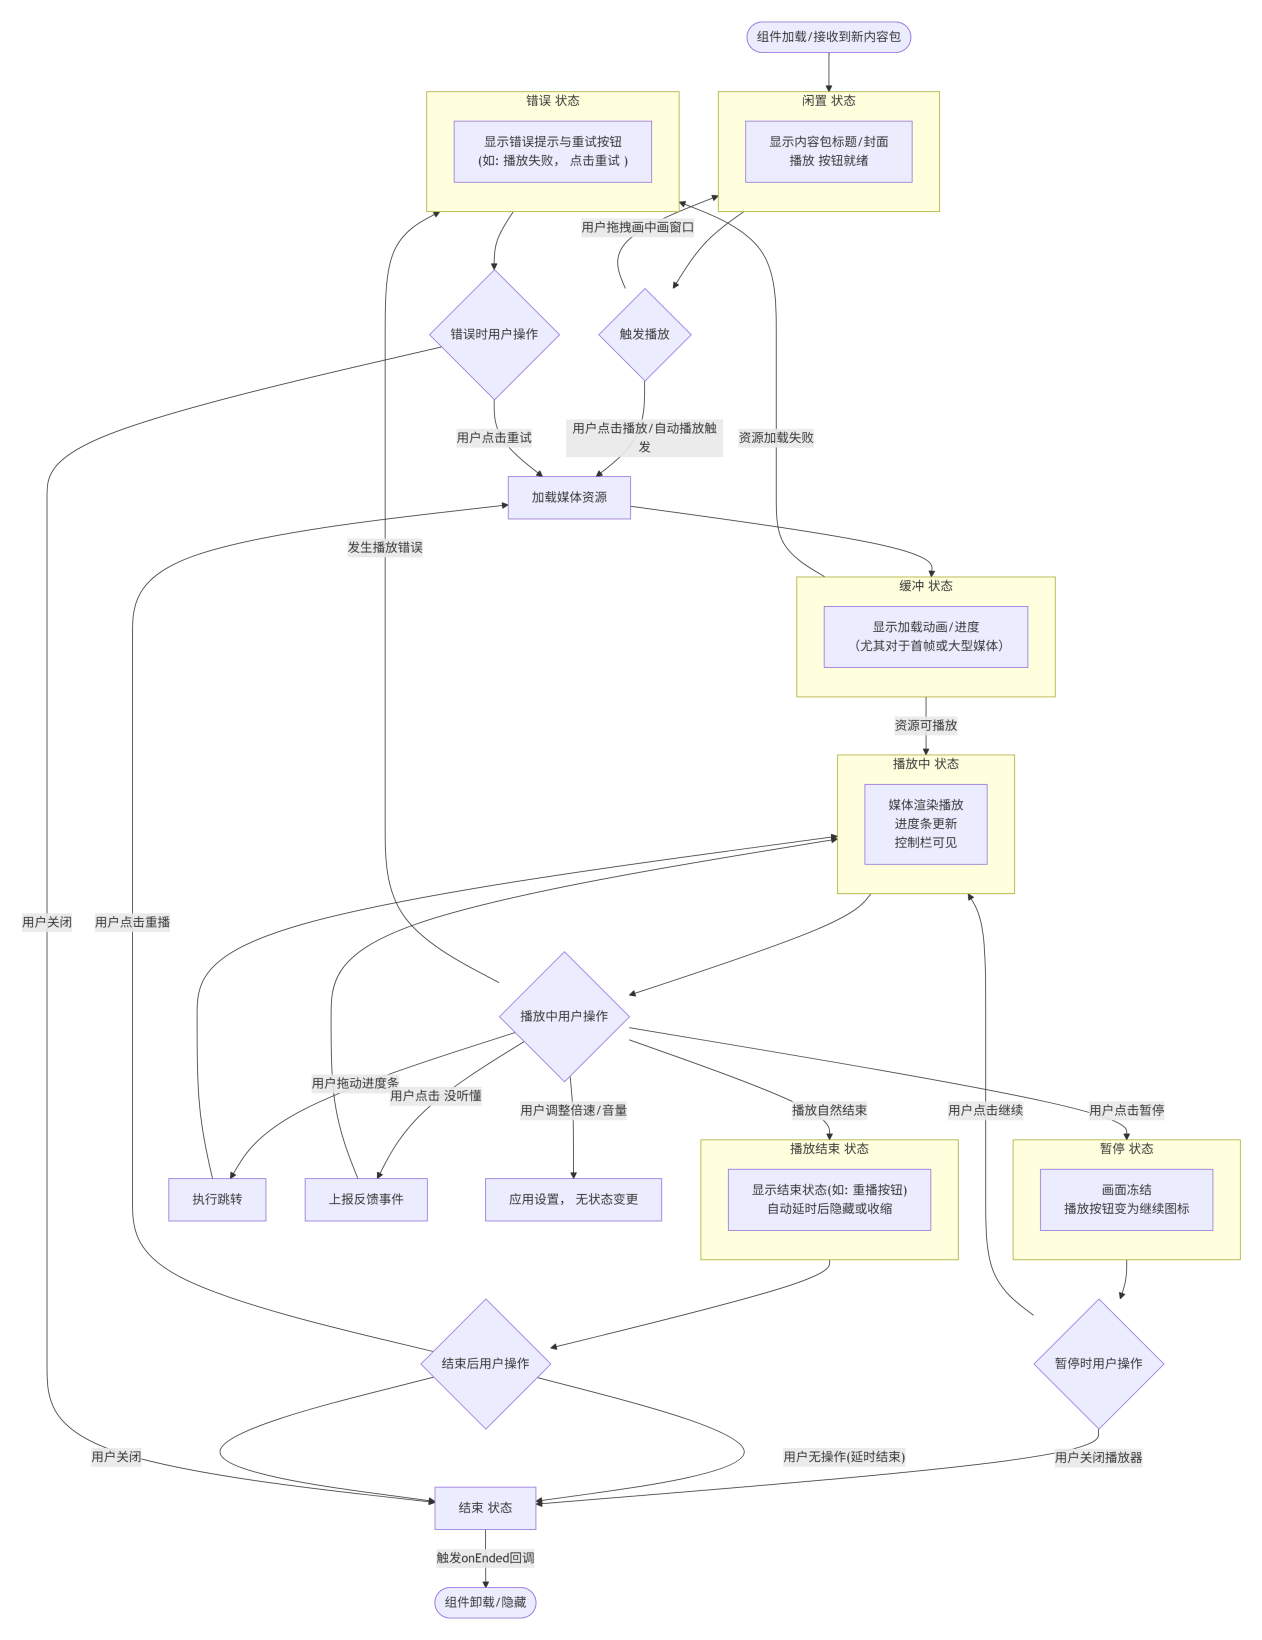 组件加载/接收到新内容包
错误 状态
显示错误提示与重试按钮
(如: 播放失败， 点击重试 )
闲置 状态
显示内容包标题/封面
播放 按钮就绪
用户拖拽画中画窗口
错误时用户操作
触发播放
用户点击重试
用户点击播放/自动播放触
发
资源加载失败
加载媒体资源
发生播放错误
缓冲 状态
显示加载动画/进度
（尤其对于首帧或大型媒体）
资源可播放
播放中 状态
媒体渲染播放
进度条更新
控制栏可见
用户关闭
用户点击重播
播放中用户操作
用户拖动进度条
用户点击 没听懂
用户调整倍速/音量
播放自然结束
用户点击继续
用户点击暂停
执行跳转
上报反馈事件
应用设置， 无状态变更
播放结束 状态
显示结束状态(如: 重播按钮)
自动延时后隐藏或收缩
暂停 状态
画面冻结
播放按钮变为继续图标
结束后用户操作
暂停时用户操作
用户关闭
用户无操作(延时结束)
用户关闭播放器
结束 状态
触发onEnded回调
组件卸载/隐藏